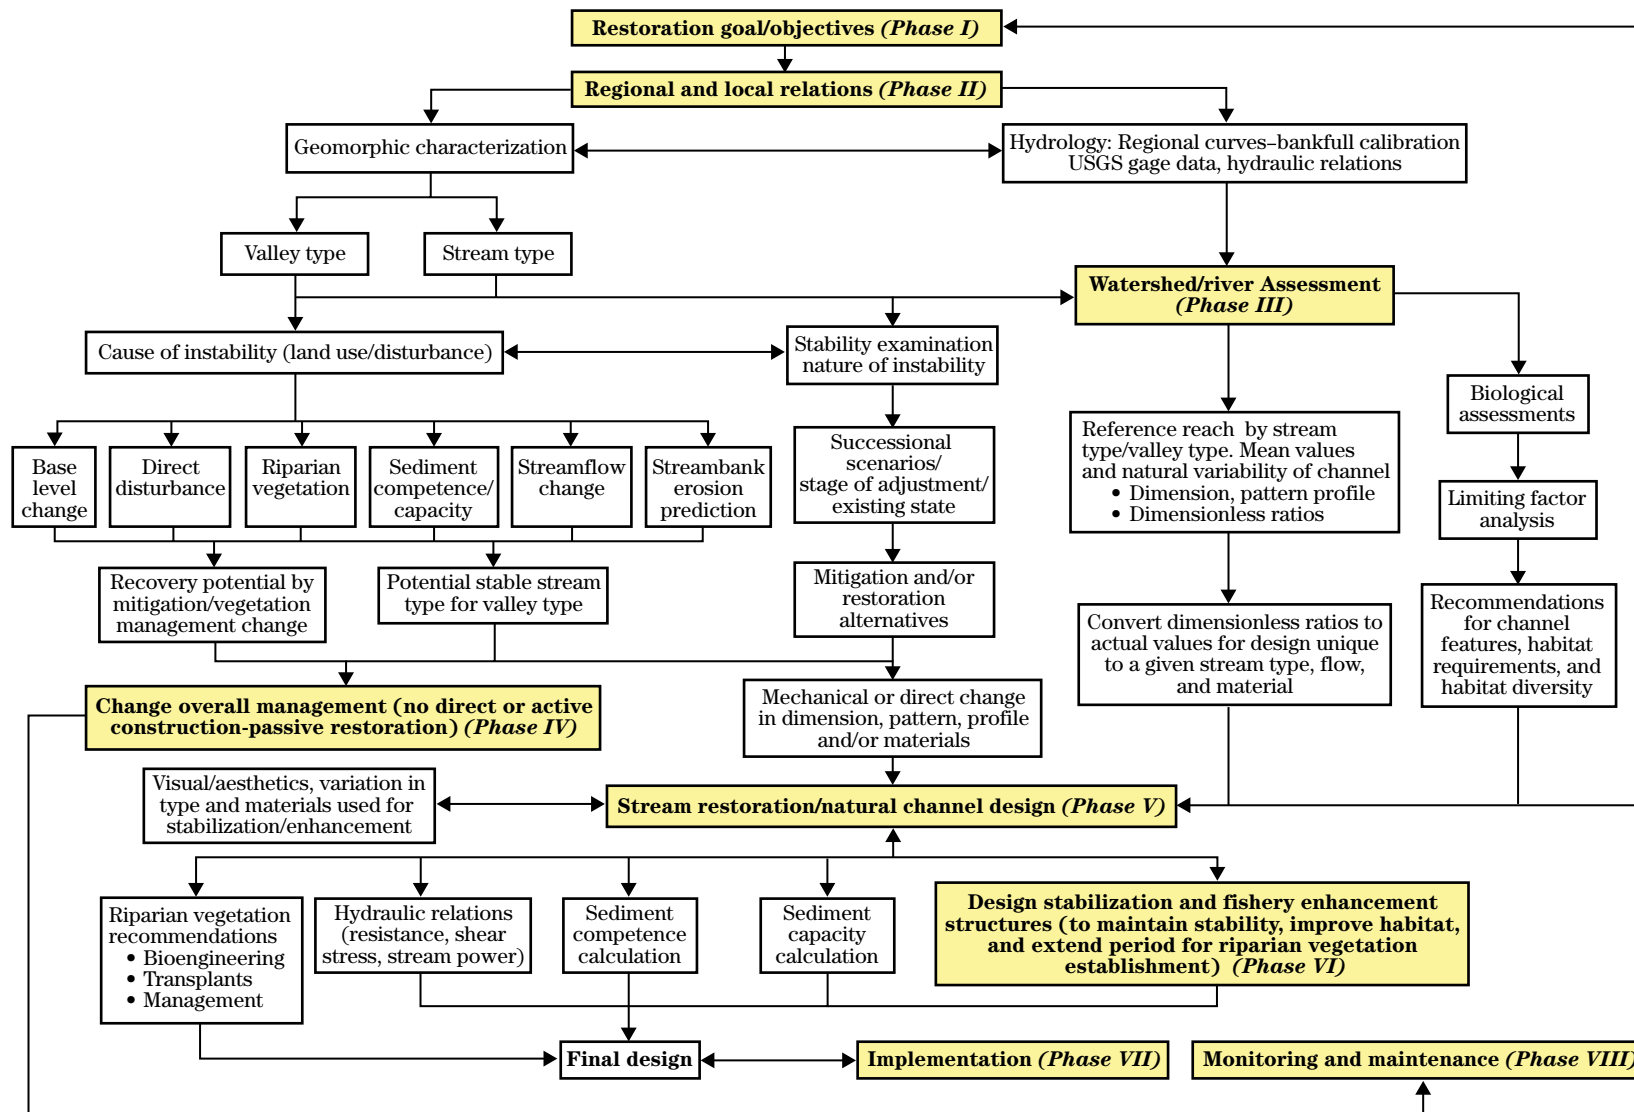 Restoration goal/objectives (Phase I)
Regional and local relations (Phase II)
Geomorphic characterization
Hydrology: Regional curves–bankfull calibration
USGS gage data, hydraulic relations
Valley type
Stream type
Watershed/river Assessment
(Phase III)
Cause of instability (land use/disturbance)
Stability examination
nature of instability
Biological
assessments
Base
level
change
Direct
disturbance
Riparian
vegetation
Sediment
competence/
capacity
Streamflow
change
Streambank
erosion
prediction
Successional
scenarios/
stage of adjustment/
existing state
Reference reach by stream
type/valley type. Mean values
and natural variability of channel
• Dimension, pattern profile
• Dimensionless ratios
Limiting factor
analysis
Recovery potential by
mitigation/vegetation
management change
Potential stable stream
type for valley type
Mitigation and/or
restoration
alternatives
Convert dimensionless ratios to
actual values for design unique
to a given stream type, flow,
and material
Recommendations
for channel
features, habitat
requirements, and
habitat diversity
Change overall management (no direct or active
construction-passive restoration) (Phase IV)
Mechanical or direct change
in dimension, pattern, profile
and/or materials
Visual/aesthetics, variation in
type and materials used for
stabilization/enhancement
Stream restoration/natural channel design (Phase V)
Riparian vegetation
recommendations
• Bioengineering
• Transplants
• Management
Hydraulic relations
(resistance, shear
stress, stream power)
Sediment
competence
calculation
Sediment
capacity
calculation
Design stabilization and fishery enhancement
structures (to maintain stability, improve habitat,
and extend period for riparian vegetation
establishment) (Phase VI)
Final design
Implementation (Phase VII)
Monitoring and maintenance (Phase VIII)